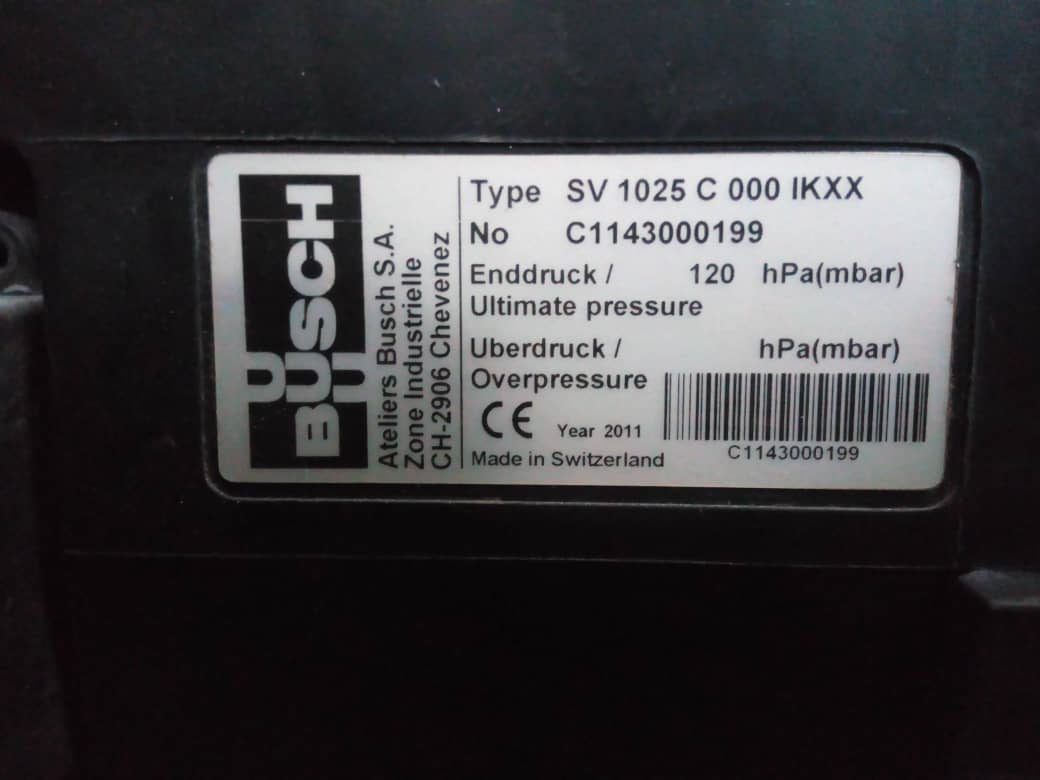 BUSCH
Ateliers Busch S.A.
Zone Industrielle
CH-2906 Chevenez
Type SV 1025 C 000 IKXX
No C1143000199
Enddruck / 120 hPa(mbar)
Ultimate pressure
Uberdruck / hPa(mbar)
Overpressure
CE Year 2011
Made in Switzerland
C1143000199